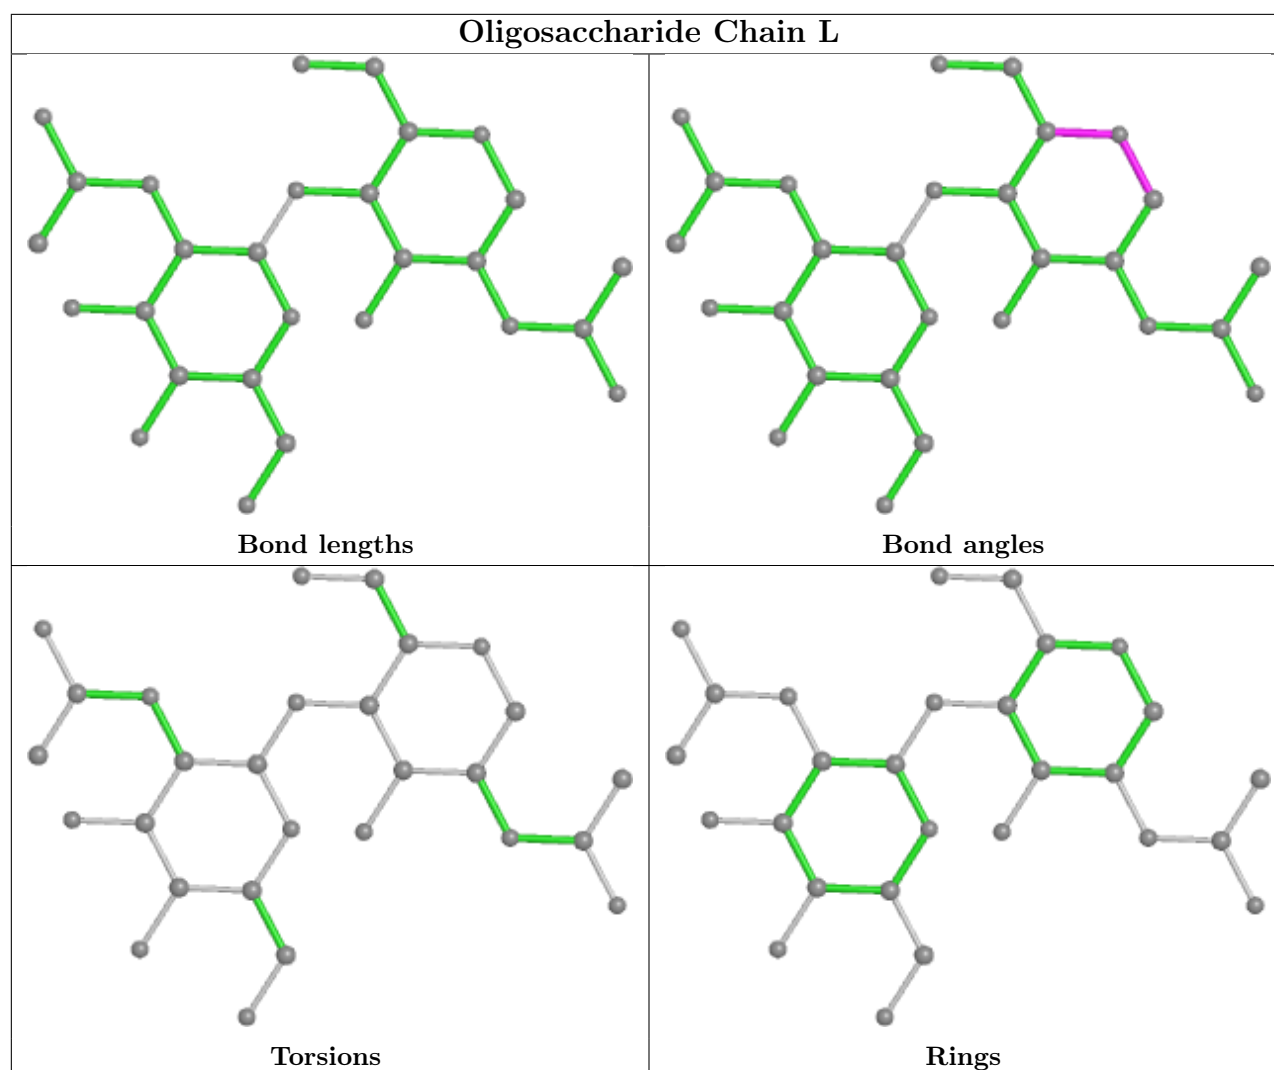 Oligosaccharide Chain L
Bond lengths
Bond angles
Torsions
Rings